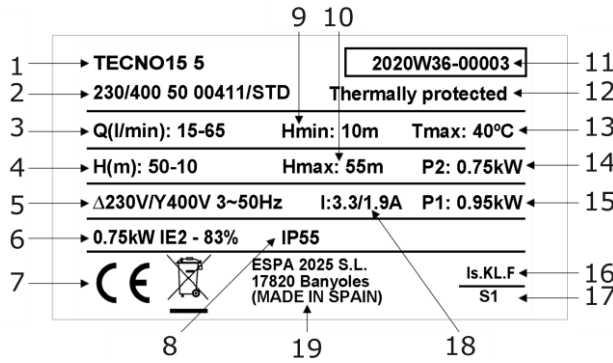 9 10
1 TECNO15 5 2020W36-00003 11
2 230/400 50 00411/STD Thermally protected 12
3 Q(l/min): 15-65 Hmin: 10m Tmax: 40ºC 13
4 H(m): 50-10 Hmax: 55m P2: 0.75kW 14
5 Δ230V/Y400V 3~50Hz I:3.3/1.9A P1: 0.95kW 15
6 0.75kW IE2 - 83% IP55
7 CE ESPA 2025 S.L.
17820 Banyoles
(MADE IN SPAIN)
Is.KL.F 16
S1 17
8 19 18